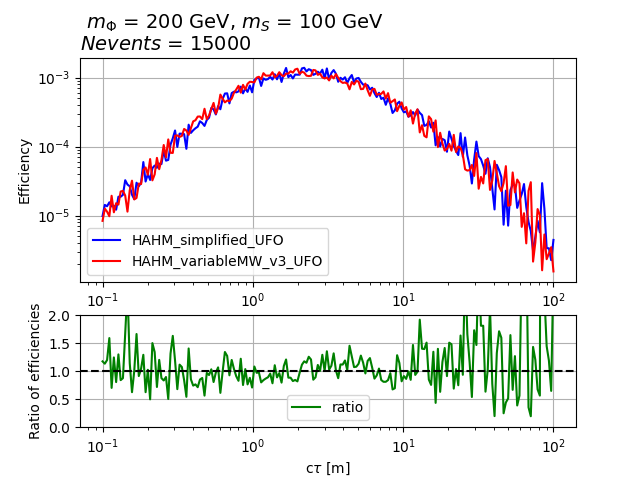 m_Φ = 200 GeV, m_S = 100 GeV
Nevents = 15000
Efficiency
10⁻³
10⁻⁴
10⁻⁵
HAHM_simplified_UFO
HAHM_variableMW_v3_UFO
10⁻¹ 10⁰ 10¹ 10²
Ratio of efficiencies
2.0
1.5
1.0
0.5
0.0
ratio
10⁻¹ 10⁰ 10¹ 10²
cτ [m]